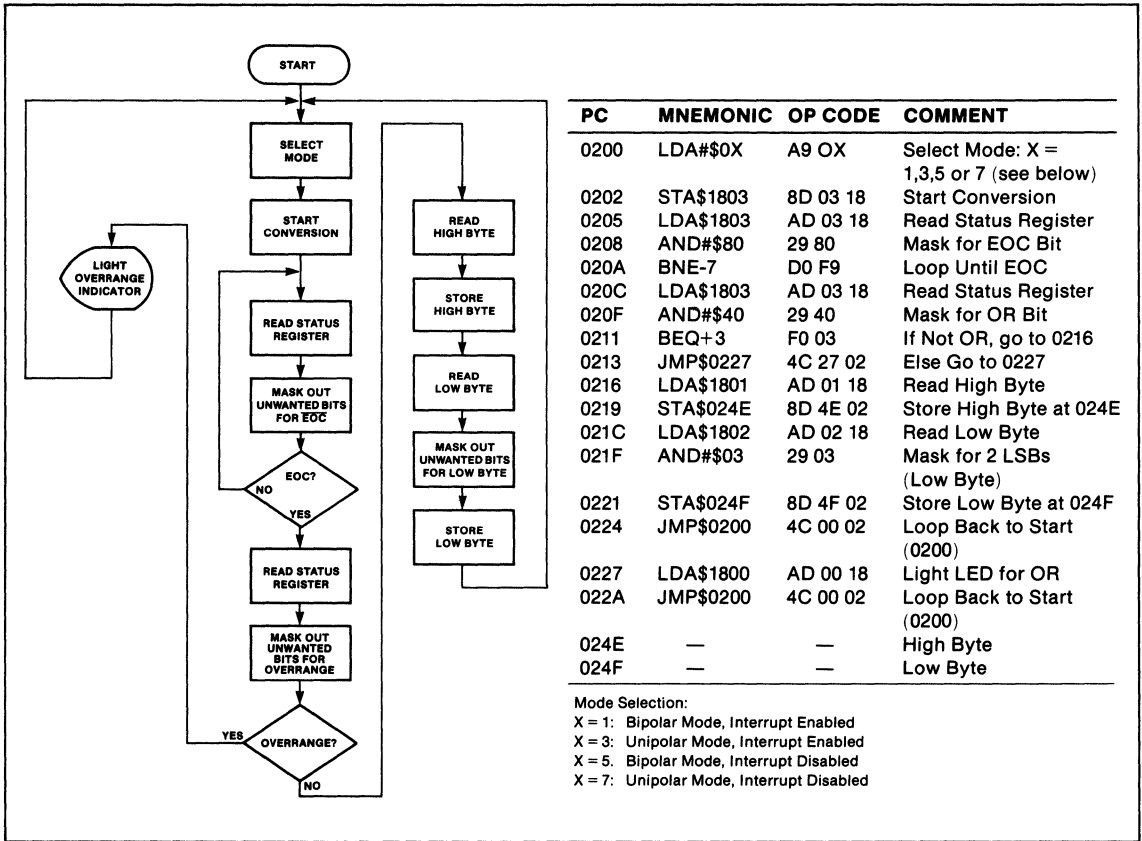 START
SELECT
MODE
START
CONVERSION
READ STATUS
REGISTER
MASK OUT
UNWANTED BITS
FOR EOC
EOC?
NO
YES
READ STATUS
REGISTER
MASK OUT
UNWANTED
BITS FOR
OVERRANGE
OVERRANGE?
YES
NO
LIGHT
OVERRANGE
INDICATOR
READ
HIGH BYTE
STORE
HIGH BYTE
READ
LOW BYTE
MASK OUT
UNWANTED BITS
FOR LOW BYTE
STORE
LOW BYTE
PC MNEMONIC OP CODE COMMENT
0200 LDA#$0X A9 OX Select Mode: X =
1,3,5 or 7 (see below)
0202 STA$1803 8D 03 18 Start Conversion
0205 LDA$1803 AD 03 18 Read Status Register
0208 AND#$80 29 80 Mask for EOC Bit
020A BNE-7 D0 F9 Loop Until EOC
020C LDA$1803 AD 03 18 Read Status Register
020F AND#$40 29 40 Mask for OR Bit
0211 BEQ+3 F0 03 If Not OR, go to 0216
0213 JMP$0227 4C 27 02 Else Go to 0227
0216 LDA$1801 AD 01 18 Read High Byte
0219 STA$024E 8D 4E 02 Store High Byte at 024E
021C LDA$1802 AD 02 18 Read Low Byte
021F AND#$03 29 03 Mask for 2 LSBs
(Low Byte)
0221 STA$024F 8D 4F 02 Store Low Byte at 024F
0224 JMP$0200 4C 00 02 Loop Back to Start
(0200)
0227 LDA$1800 AD 00 18 Light LED for OR
022A JMP$0200 4C 00 02 Loop Back to Start
(0200)
024E — — High Byte
024F — — Low Byte
Mode Selection:
X = 1: Bipolar Mode, Interrupt Enabled
X = 3: Unipolar Mode, Interrupt Enabled
X = 5. Bipolar Mode, Interrupt Disabled
X = 7: Unipolar Mode, Interrupt Disabled